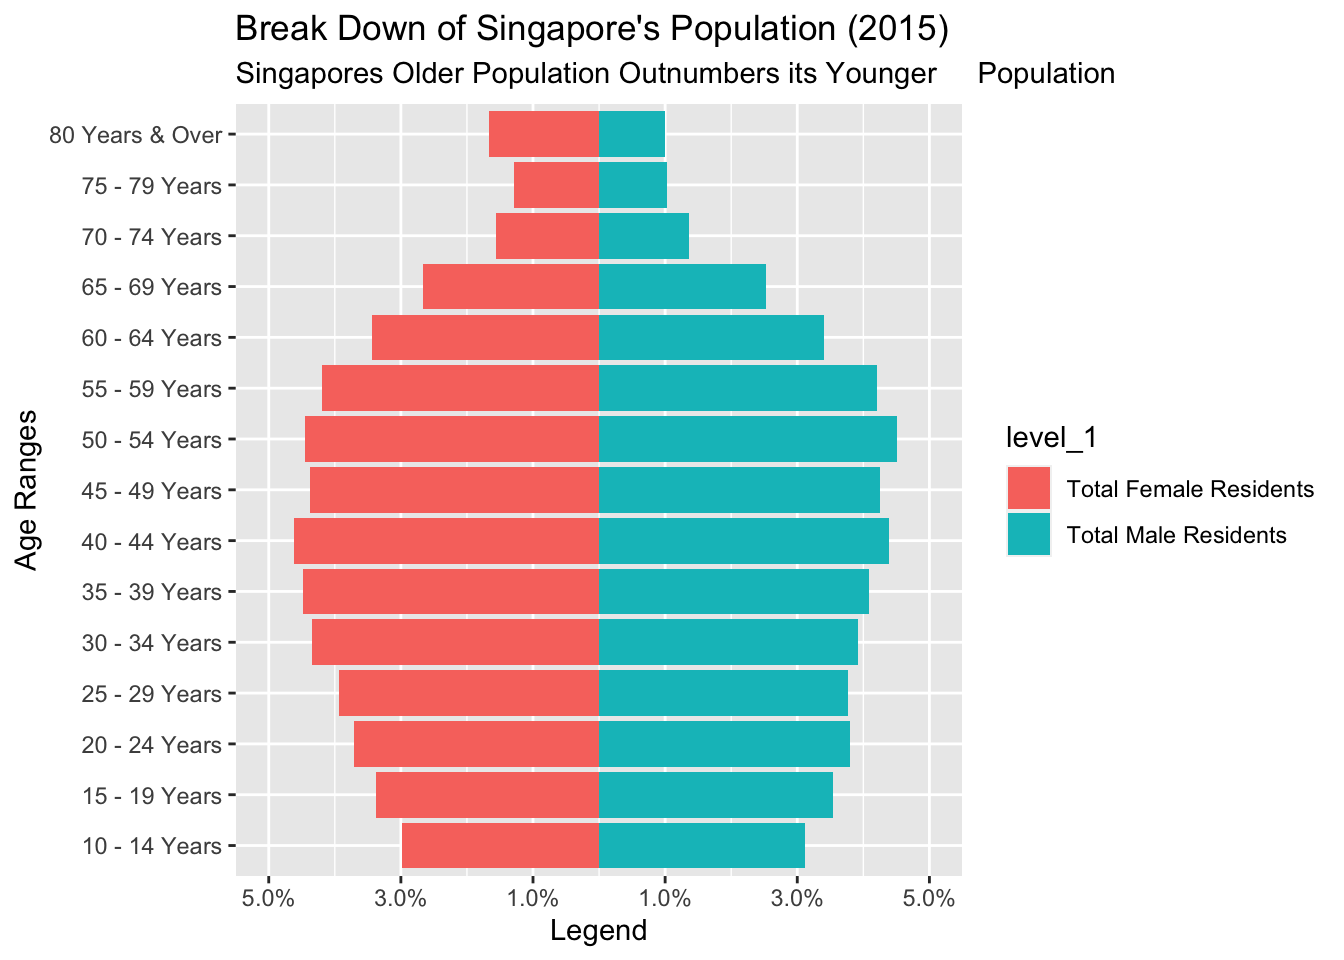 Break Down of Singapore's Population (2015)
Singapores Older Population Outnumbers its Younger Population
80 Years & Over
75 - 79 Years
70 - 74 Years
65 - 69 Years
60 - 64 Years
55 - 59 Years
50 - 54 Years
45 - 49 Years
40 - 44 Years
35 - 39 Years
30 - 34 Years
25 - 29 Years
20 - 24 Years
15 - 19 Years
10 - 14 Years
Age Ranges
5.0% 3.0% 1.0% 1.0% 3.0% 5.0%
Legend
level_1
Total Female Residents
Total Male Residents